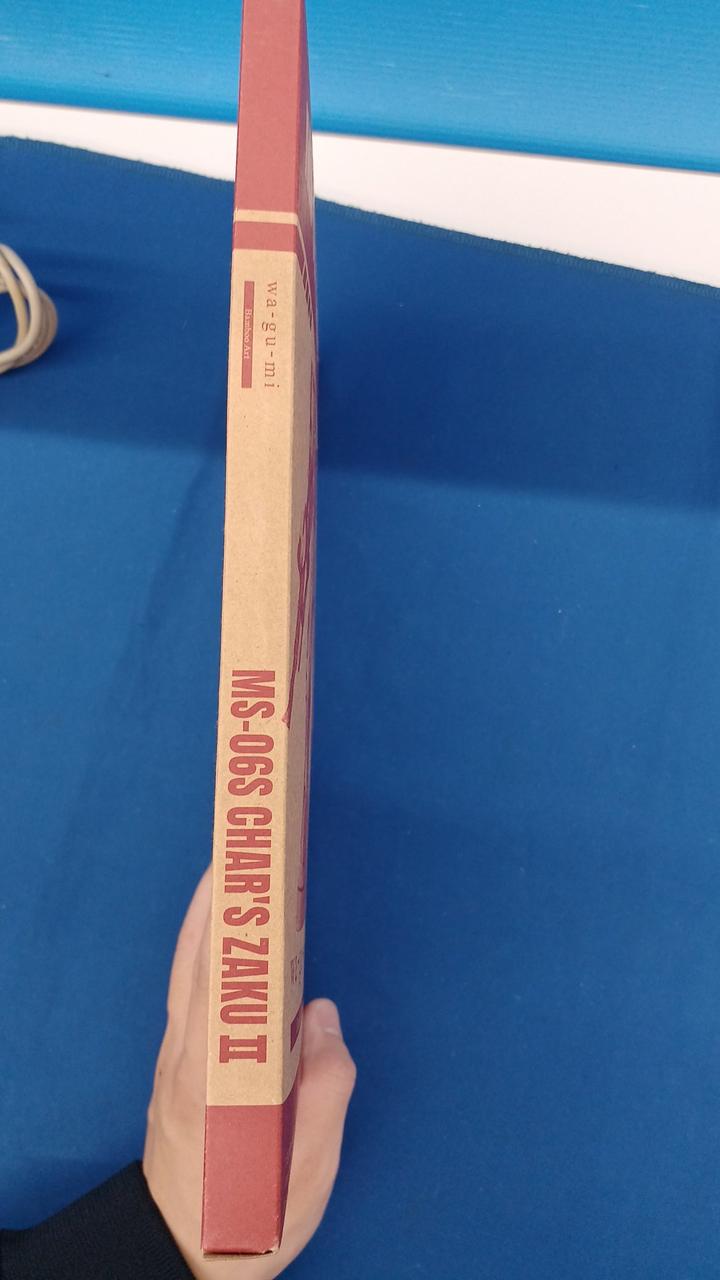 wa-gu-mi
Bamboo Art
MS-06S CHAR'S ZAKU II